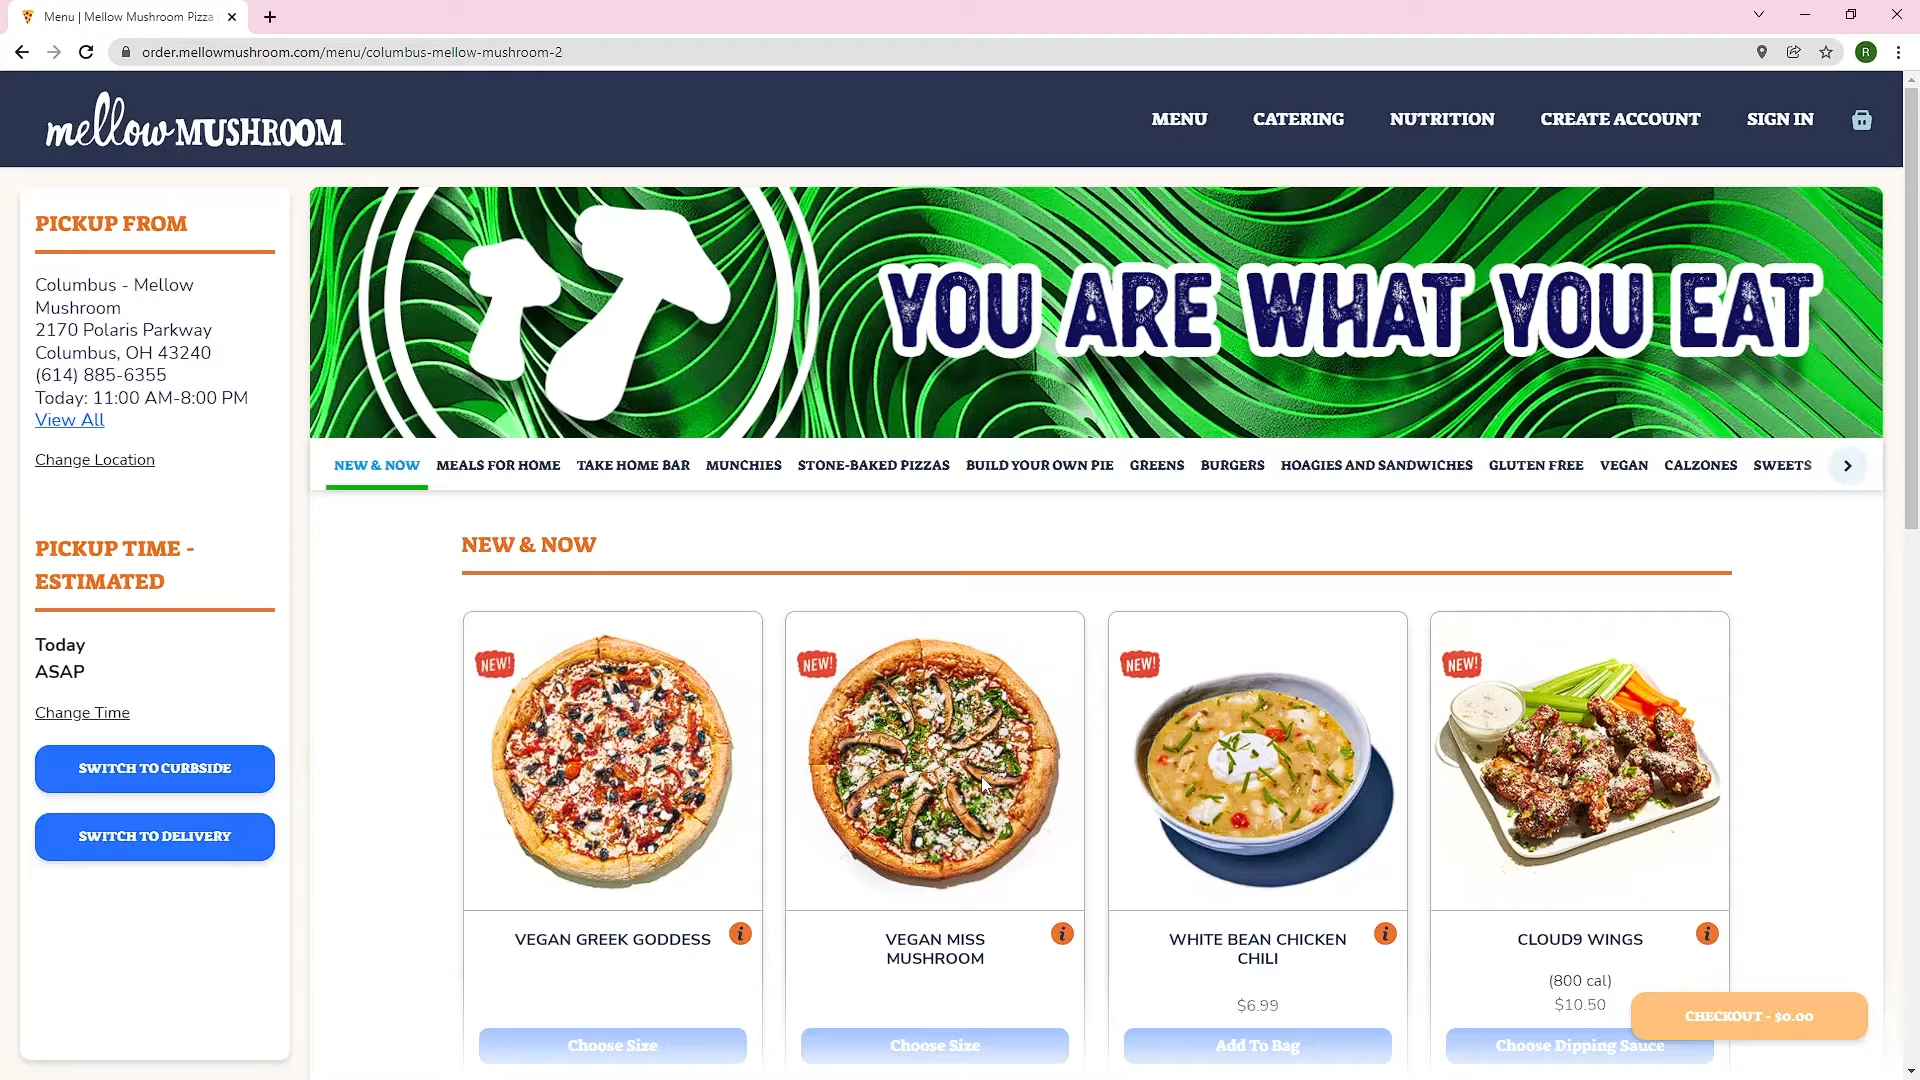 Menu | Mellow Mushroom Pizza
order.mellowmushroom.com/menu/columbus-mellow-mushroom-2
R
mellow MUSHROOM
MENU
CATERING
NUTRITION
CREATE ACCOUNT
SIGN IN
PICKUP FROM
Columbus - Mellow
Mushroom
2170 Polaris Parkway
Columbus, OH 43240
(614) 885-6355
Today: 11:00 AM-8:00 PM
View All
Change Location
PICKUP TIME -
ESTIMATED
Today
ASAP
Change Time
SWITCH TO CURBSIDE
SWITCH TO DELIVERY
YOU ARE WHAT YOU EAT
NEW & NOW
MEALS FOR HOME
TAKE HOME BAR
MUNCHIES
STONE-BAKED PIZZAS
BUILD YOUR OWN PIE
GREENS
BURGERS
HOAGIES AND SANDWICHES
GLUTEN FREE
VEGAN
CALZONES
SWEETS
NEW & NOW
NEW!
VEGAN GREEK GODDESS
i
Choose Size
NEW!
VEGAN MISS
MUSHROOM
i
Choose Size
NEW!
WHITE BEAN CHICKEN
CHILI
i
$6.99
Add To Bag
NEW!
CLOUD9 WINGS
i
(800 cal)
$10.50
Choose Dipping Sauce
CHECKOUT - $0.00